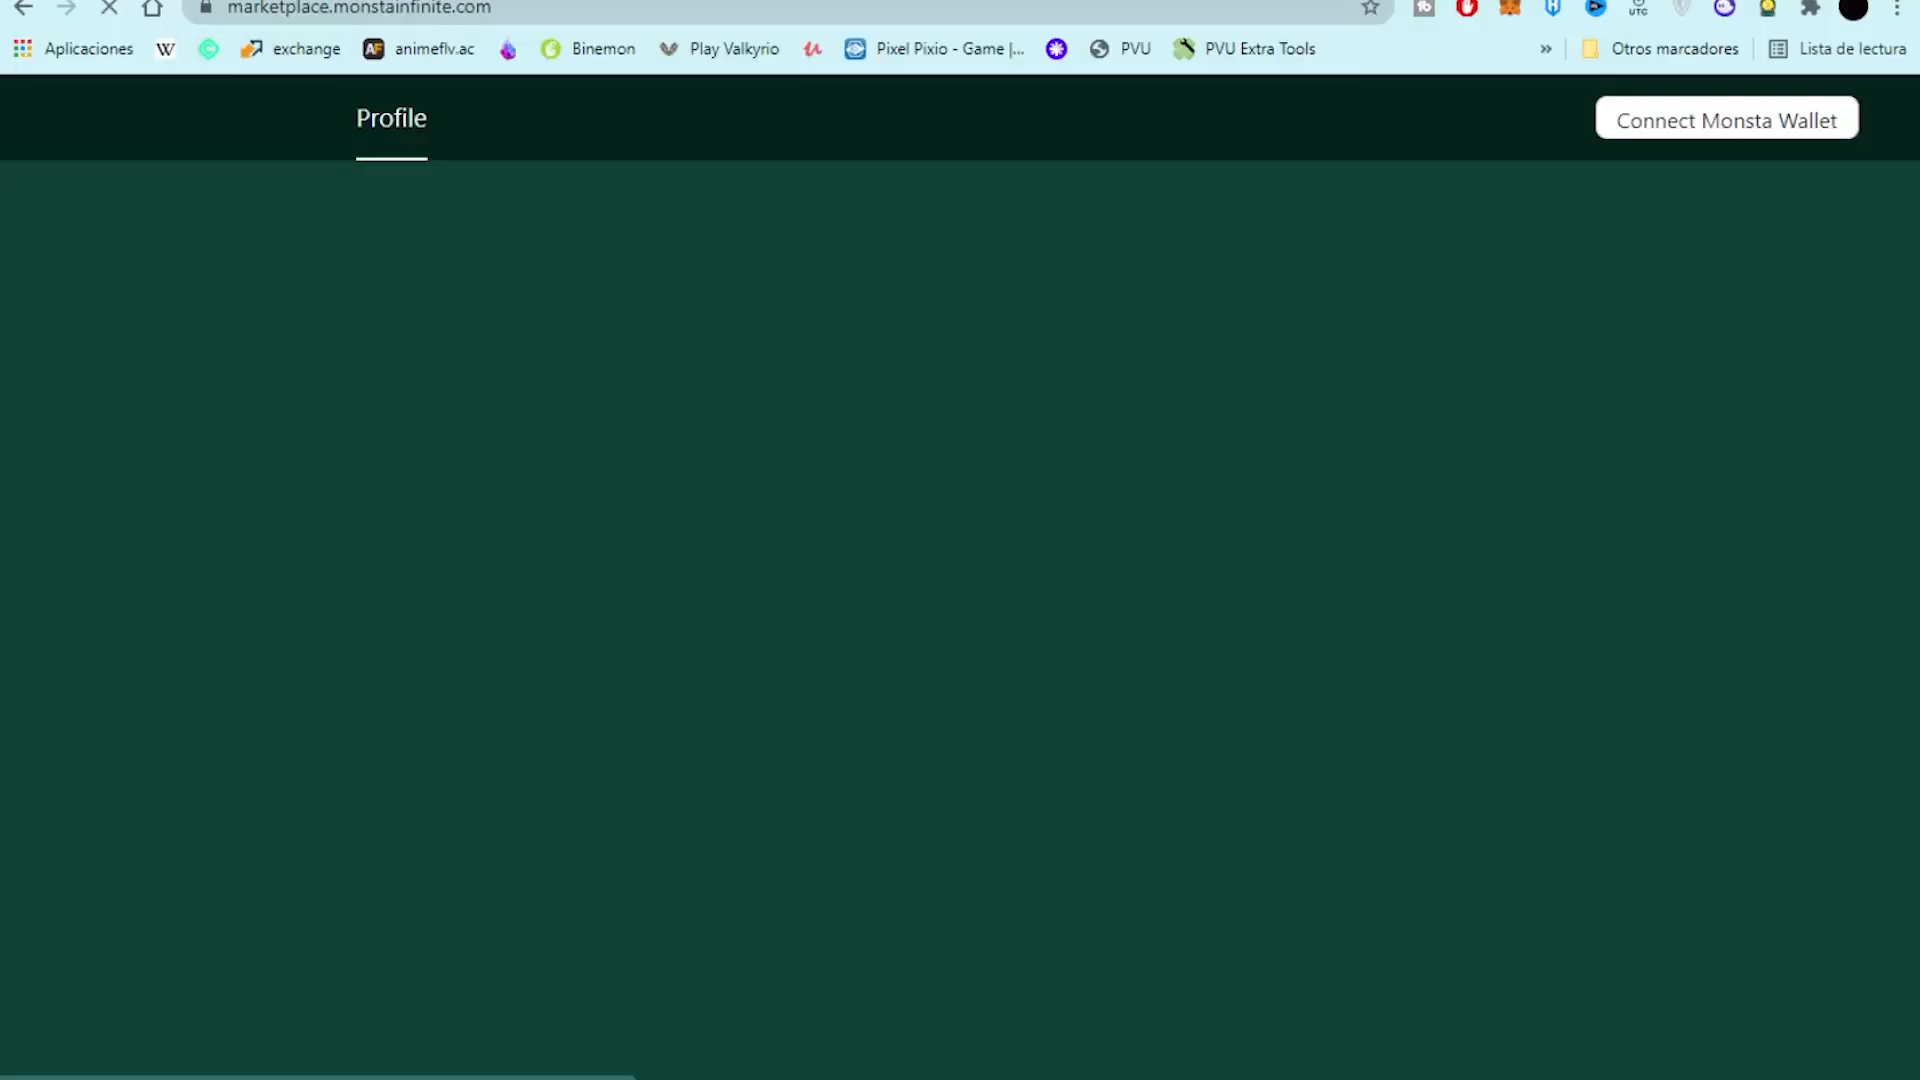 marketplace.monstainfinite.com
Aplicaciones W exchange AF animeflv.ac Binemon Play Valkyrio Pixel Pixio - Game |... PVU PVU Extra Tools » Otros marcadores Lista de lectura
Profile
Connect Monsta Wallet